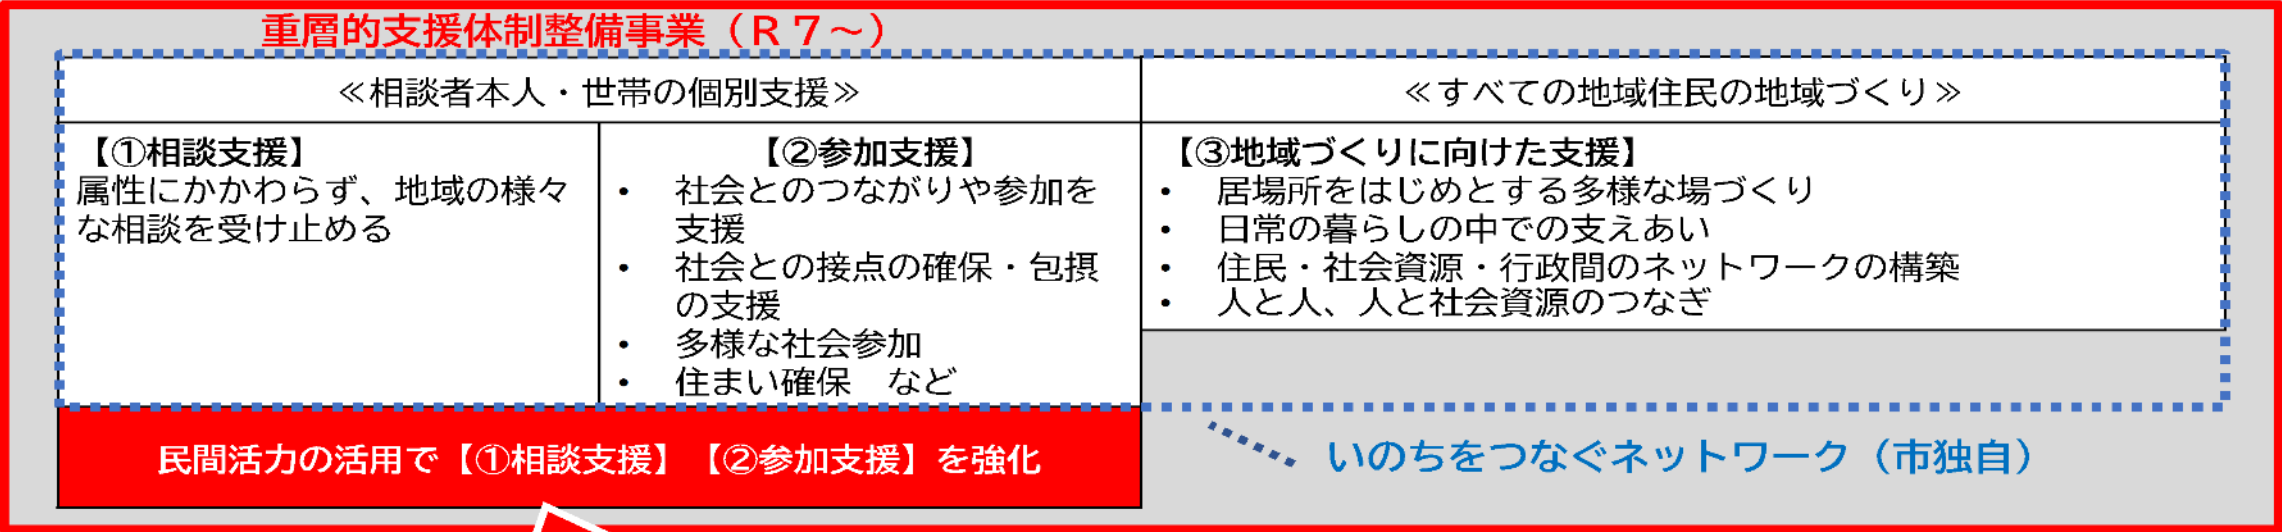 重層的支援体制整備事業（R７～）
≪相談者本人・世帯の個別支援≫
≪すべての地域住民の地域づくり≫
【①相談支援】
属性にかかわらず、地域の様々
な相談を受け止める
【②参加支援】
• 社会とのつながりや参加を
支援
• 社会との接点の確保・包摂
の支援
• 多様な社会参加
• 住まい確保　など
【③地域づくりに向けた支援】
• 居場所をはじめとする多様な場づくり
• 日常の暮らしの中での支えあい
• 住民・社会資源・行政間のネットワークの構築
• 人と人、人と社会資源のつなぎ
民間活力の活用で【①相談支援】【②参加支援】を強化
いのちをつなぐネットワーク（市独自）